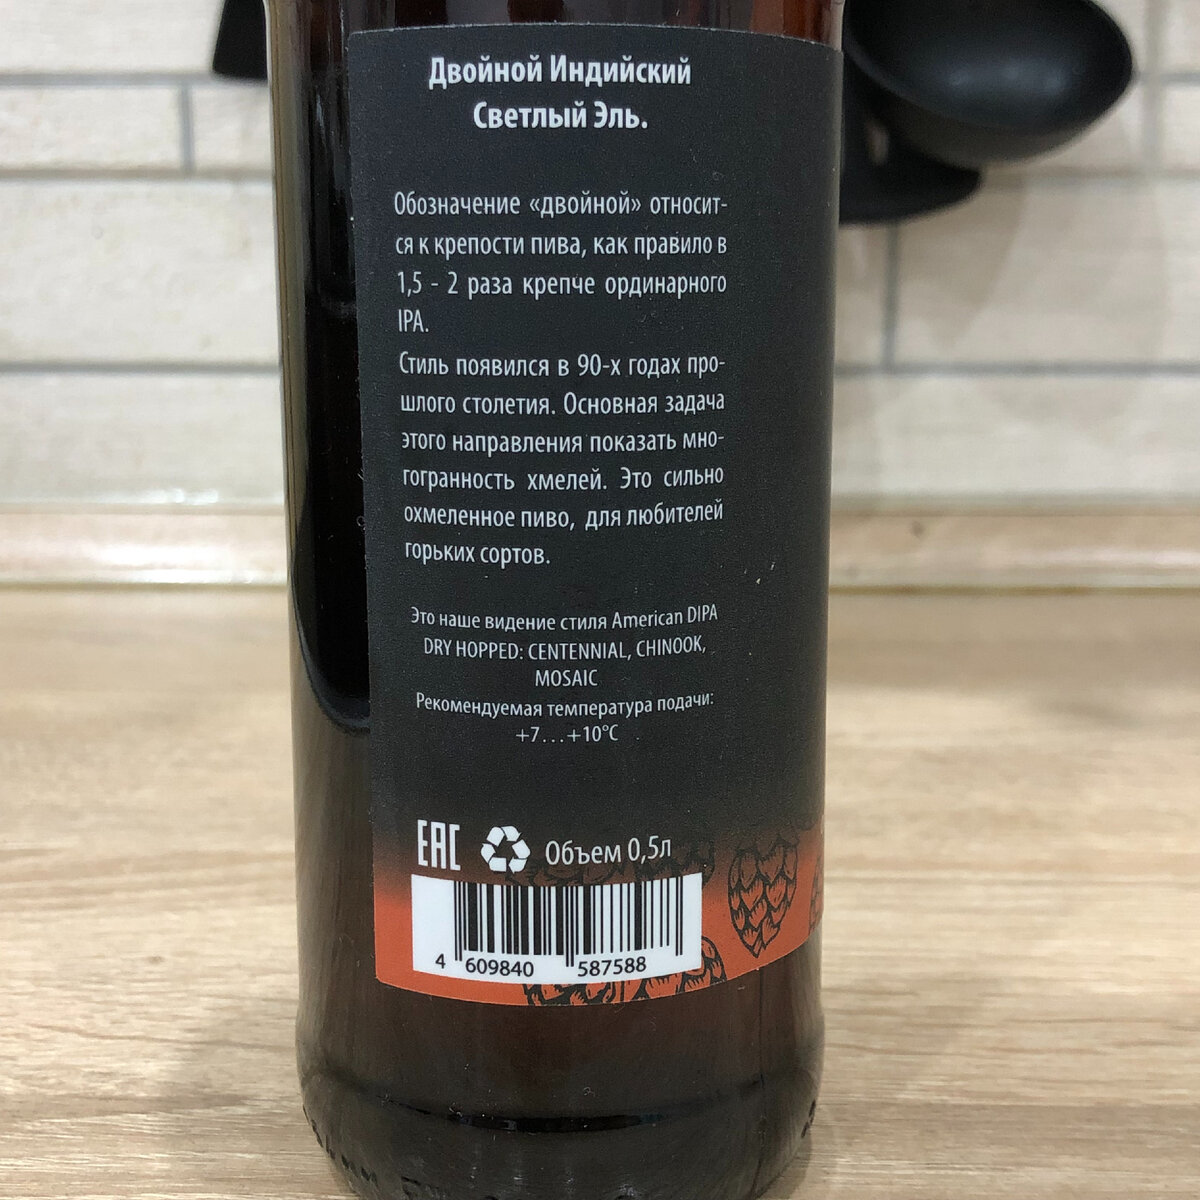 Двойной Индийский
Светлый Эль.
Обозначение «двойной» относит-
ся к крепости пива, как правило в
1,5 - 2 раза крепче ординарного
IPA.
Стиль появился в 90-х годах про-
шлого столетия. Основная задача
этого направления показать мно-
гогранность хмелей. Это сильно
охмеленное пиво, для любителей
горьких сортов.
Это наше видение стиля American DIPA
DRY HOPPED: CENTENNIAL, CHINOOK,
MOSAIC
Рекомендуемая температура подачи:
+7...+10°C
EAC Объем 0,5л
4 609840 587588